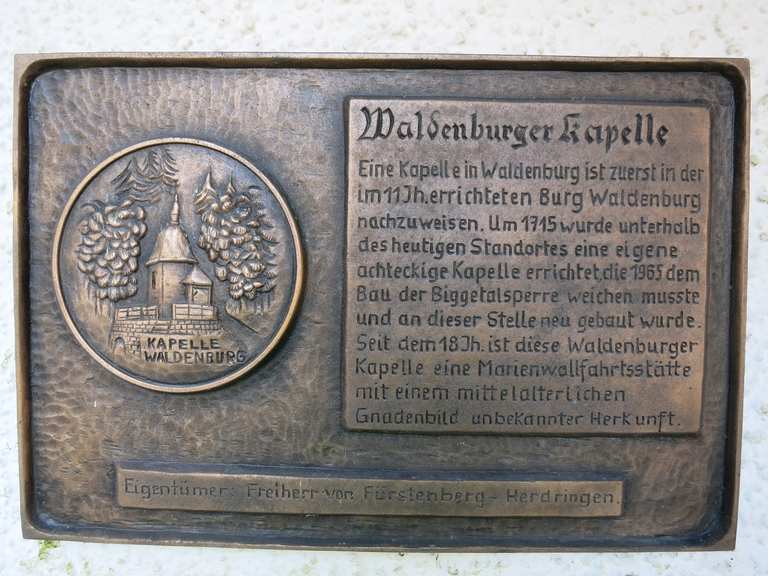 KAPELLE
WALDENBURG
Waldenburger Kapelle
Eine Kapelle in Waldenburg ist zuerst in der
im 11 Jh. errichteten Burg Waldenburg
nachzuweisen. Um 1715 wurde unterhalb
des heutigen Standortes eine eigene
achteckige Kapelle errichtet, die 1965 dem
Bau der Biggetalsperre weichen musste
und an dieser Stelle neu gebaut wurde.
Seit dem 18 Jh. ist diese Waldenburger
Kapelle eine Marienwallfahrtsstätte
mit einem mittelalterlichen
Gnadenbild unbekannter Herkunft.
Eigentümer: Freiherr von Fürstenberg - Herdringen.